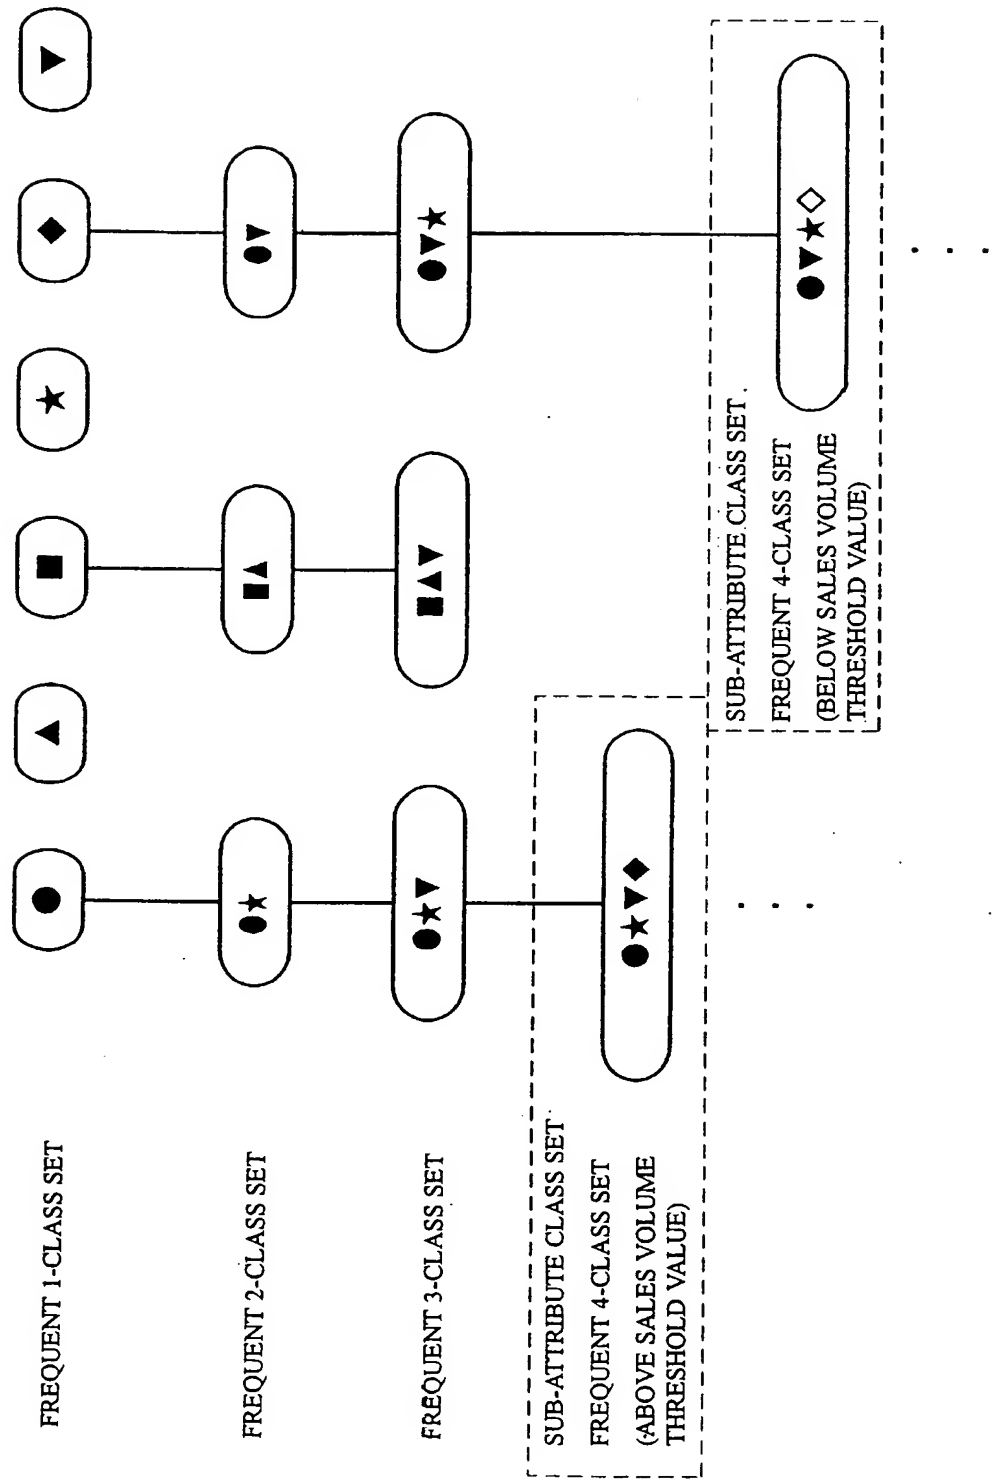 FREQUENT 1-CLASS SET
FREQUENT 2-CLASS SET
FREQUENT 3-CLASS SET
SUB-ATTRIBUTE CLASS SET
FREQUENT 4-CLASS SET
(ABOVE SALES VOLUME
THRESHOLD VALUE)
SUB-ATTRIBUTE CLASS SET
FREQUENT 4-CLASS SET
(BELOW SALES VOLUME
THRESHOLD VALUE)